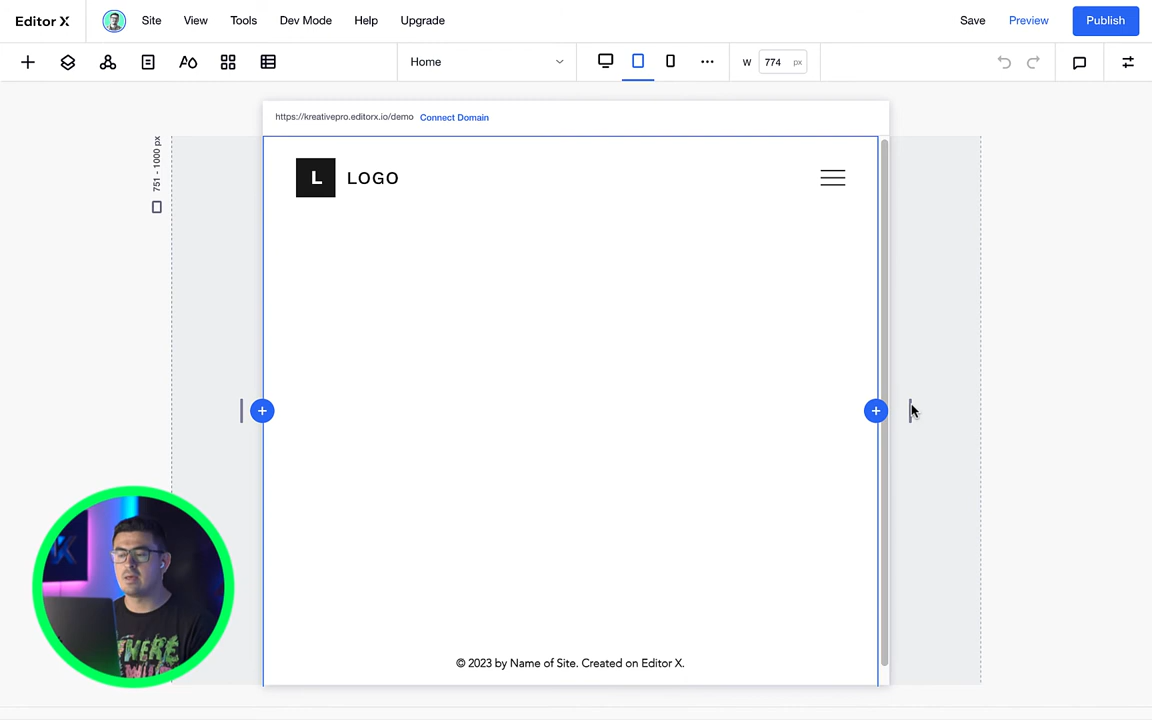 Editor X
Site
View
Tools
Dev Mode
Help
Upgrade
Save
Preview
Publish
Home
W
774
px
https://kreativepro.editorx.io/demo
Connect Domain
751 - 1000 px
L
LOGO
© 2023 by Name of Site. Created on Editor X.